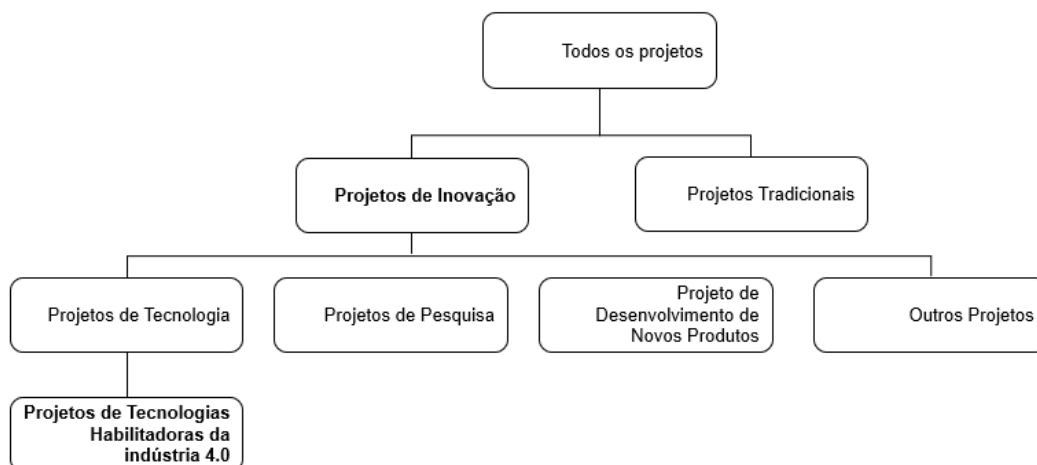 Todos os projetos
Projetos de Inovação
Projetos Tradicionais
Projetos de Tecnologia
Projetos de Pesquisa
Projeto de
Desenvolvimento de
Novos Produtos
Outros Projetos
Projetos de Tecnologias
Habilitadoras da
indústria 4.0